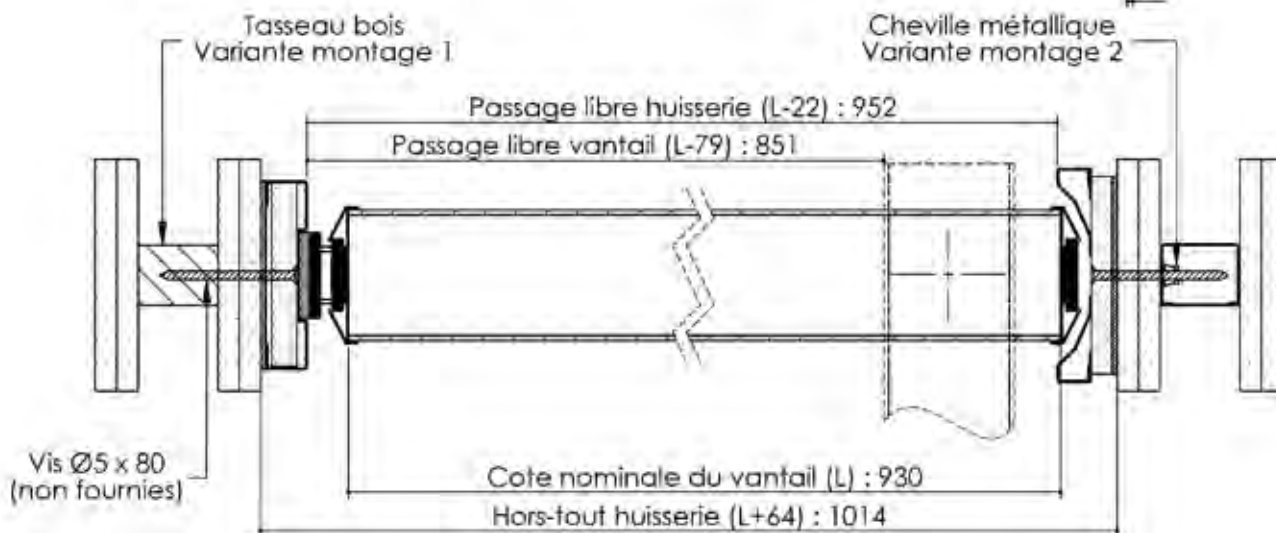 Tasseau bois
Variante montage 1
Cheville métallique
Variante montage 2
Passage libre huisserie (L-22) : 952
Passage libre vantail (L-79) : 851
Vis Ø5 x 80
(non fournies)
Cote nominale du vantail (L) : 930
Hors-tout huisserie (L+64) : 1014